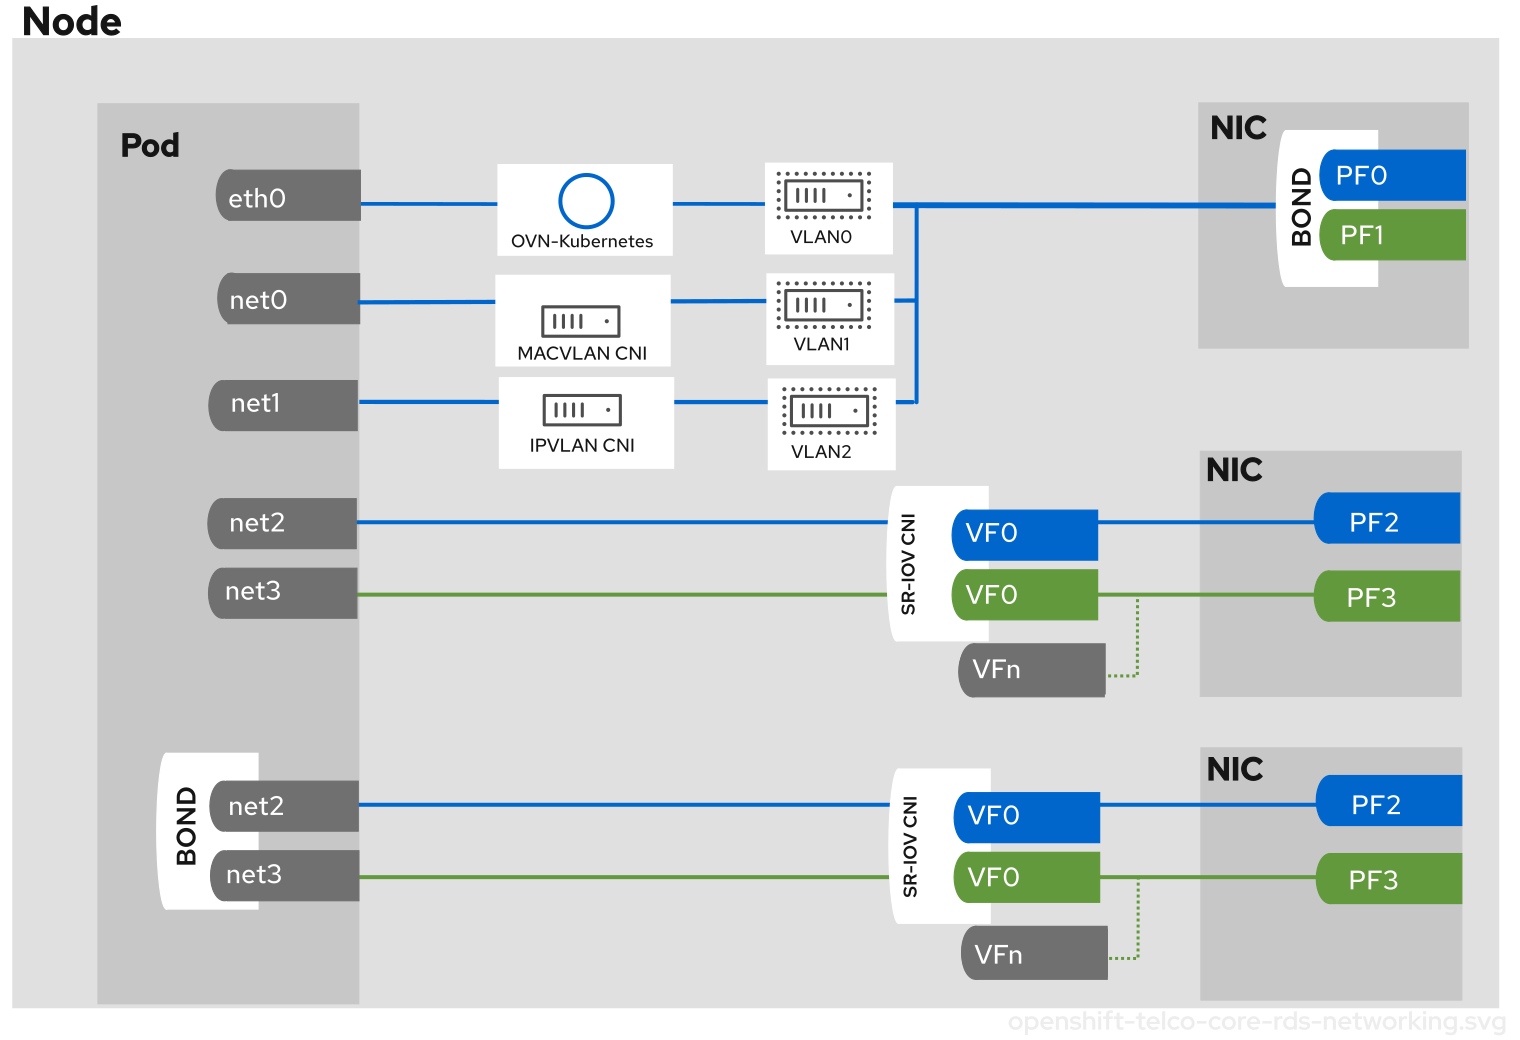 Node
Pod
NIC
eth0
OVN-Kubernetes
VLAN0
BOND
PF0
PF1
net0
MACVLAN CNI
VLAN1
net1
IPVLAN CNI
VLAN2
NIC
net2
SR-IOV CNI
VF0
PF2
net3
VF0
PF3
VFn
NIC
BOND
net2
SR-IOV CNI
VF0
PF2
net3
VF0
PF3
VFn
openshift-telco-core-rds-networking.svg